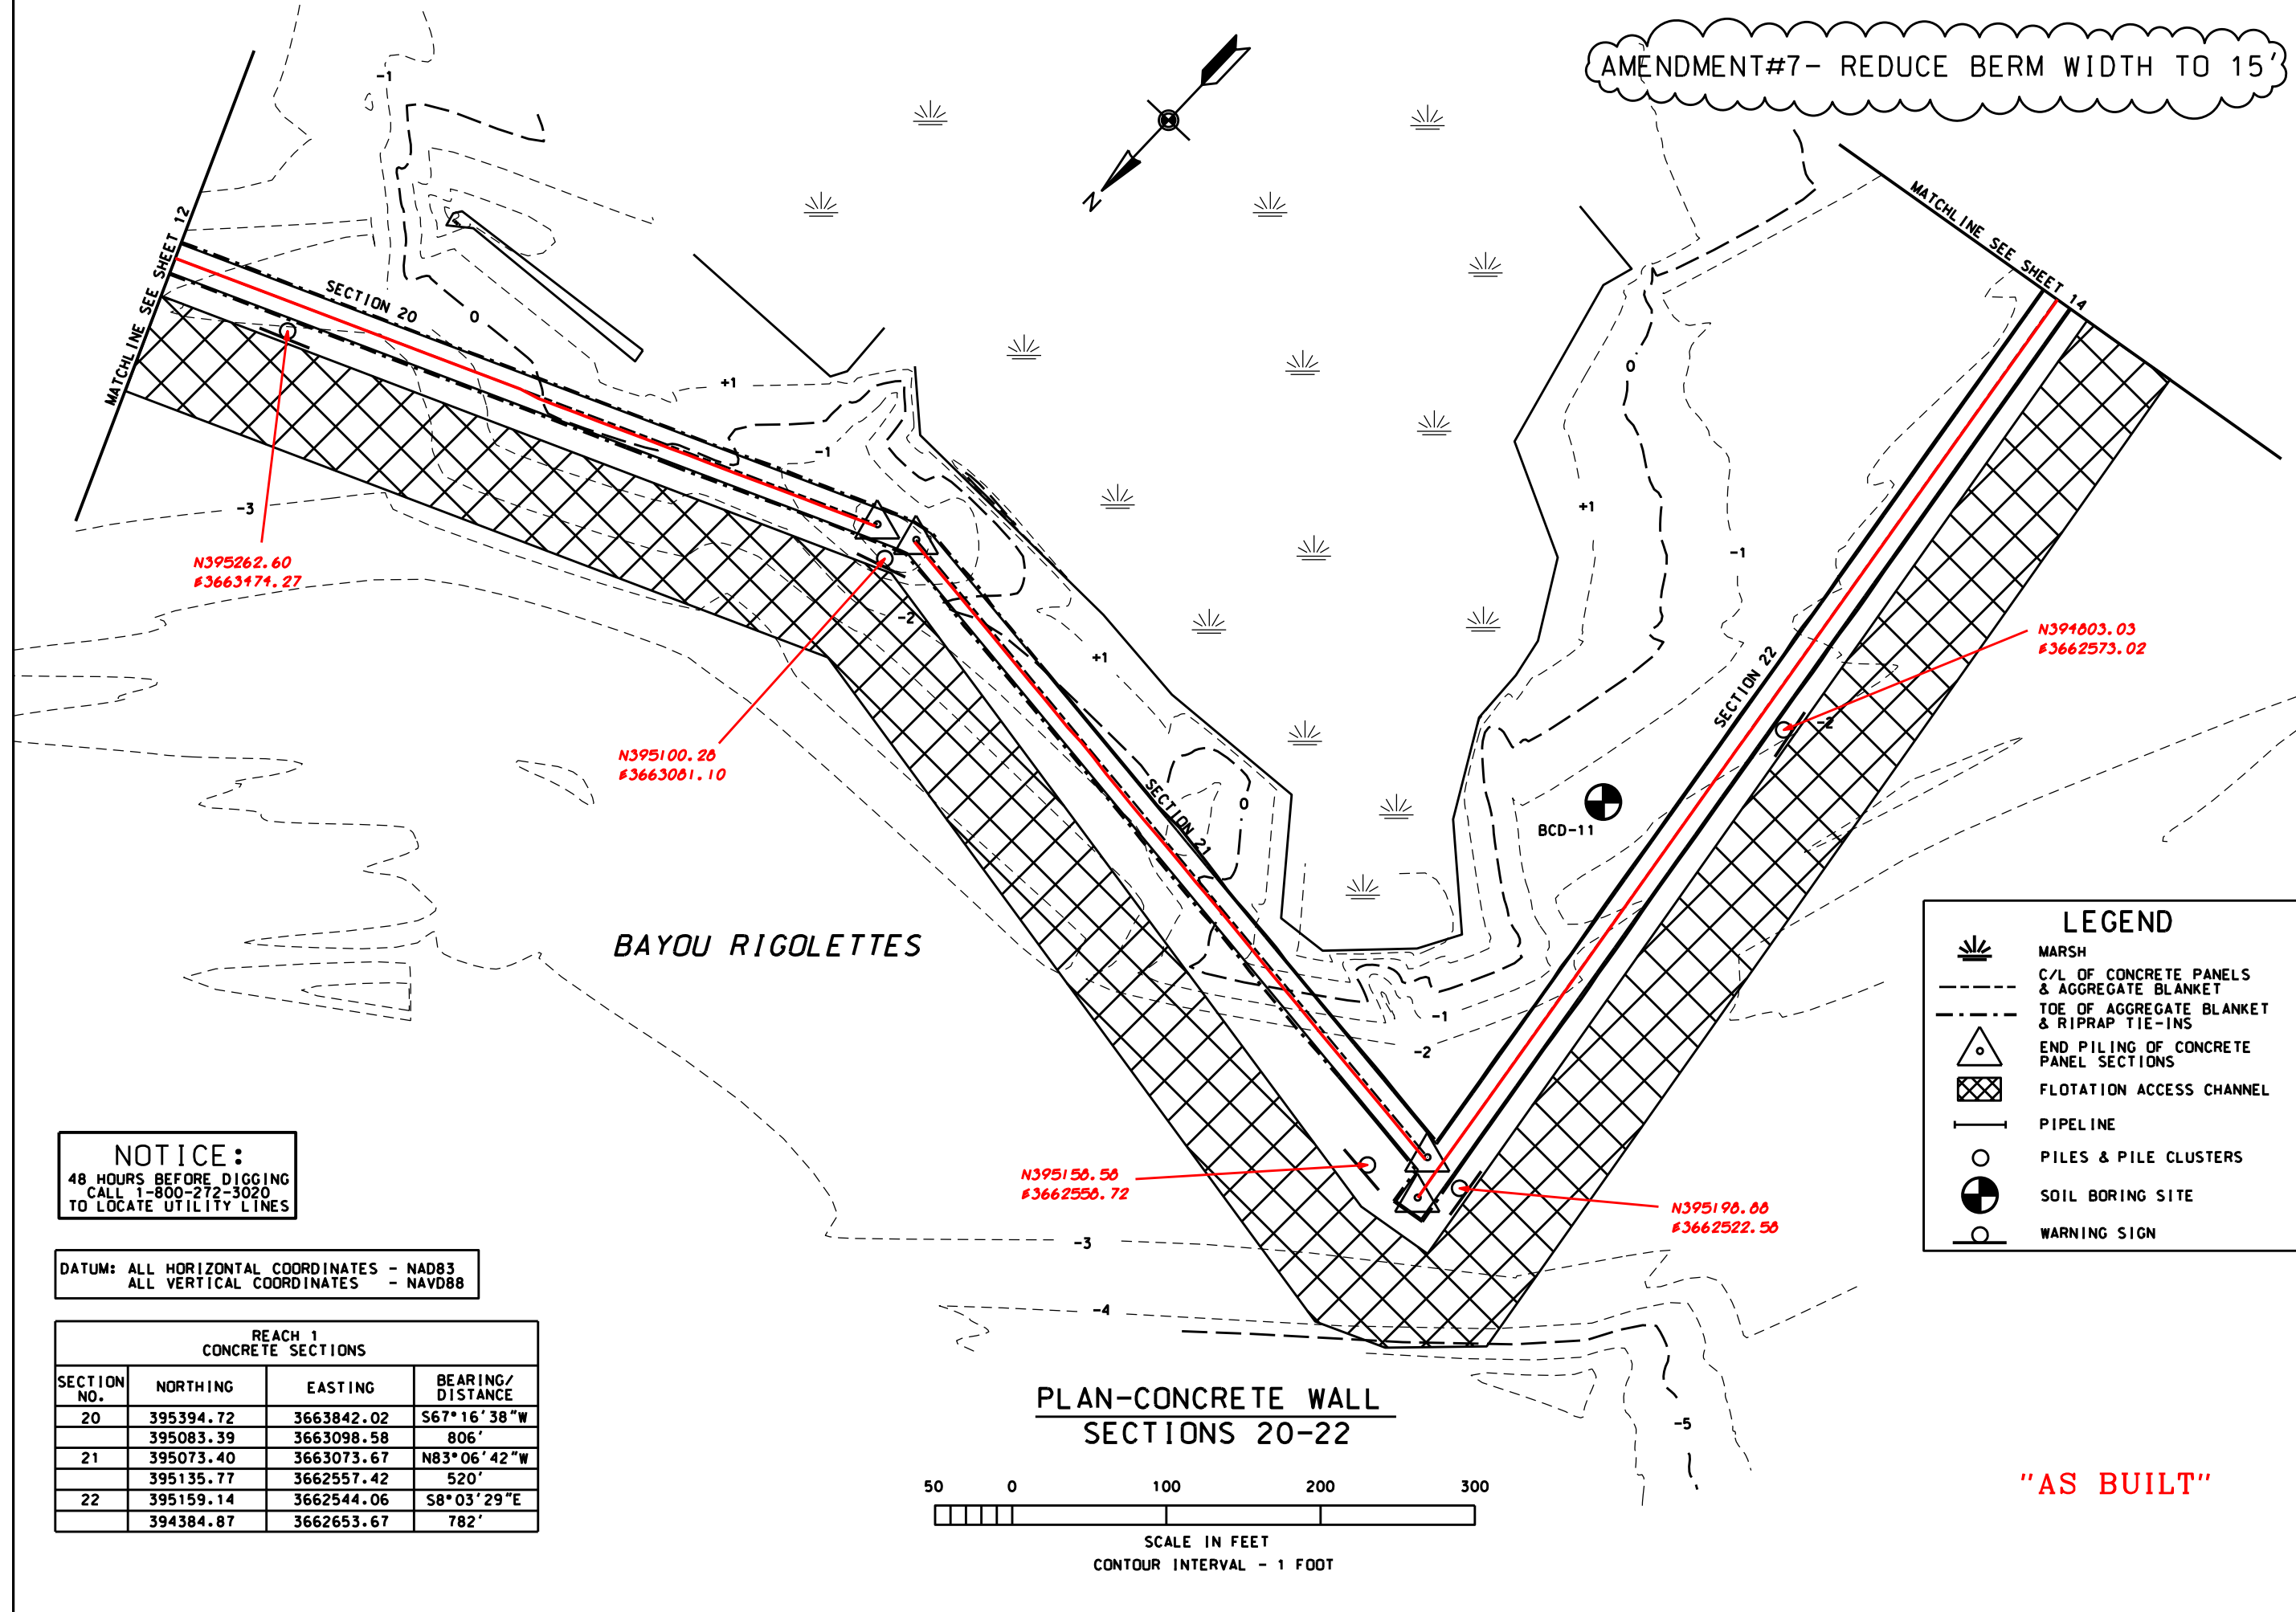 AMENDMENT#7- REDUCE BERM WIDTH TO 15'
MATCHLINE SEE SHEET 12
MATCHLINE SEE SHEET 14
N
-1
SECTION 20
0
+1
-1
-3
0
+1
-1
N395262.60
E3663474.27
-2
+1
N394803.03
E3662573.02
SECTION 22
-2
N395100.28
E3663081.10
SECTION 21
0
BCD-11
BAYOU RIGOLETTES
-1
-2
N395158.58
E3662558.72
N395198.88
E3662522.58
-3
-4
-5
LEGEND
MARSH
C/L OF CONCRETE PANELS
& AGGREGATE BLANKET
TOE OF AGGREGATE BLANKET
& RIPRAP TIE-INS
END PILING OF CONCRETE
PANEL SECTIONS
FLOTATION ACCESS CHANNEL
PIPELINE
PILES & PILE CLUSTERS
SOIL BORING SITE
WARNING SIGN
NOTICE:
48 HOURS BEFORE DIGGING
CALL 1-800-272-3020
TO LOCATE UTILITY LINES
DATUM: ALL HORIZONTAL COORDINATES - NAD83
ALL VERTICAL COORDINATES - NAVD88
REACH 1
CONCRETE SECTIONS
SECTION NO. NORTHING EASTING BEARING/ DISTANCE
20 395394.72 3663842.02 S67°16'38"W
395083.39 3663098.58 806'
21 395073.40 3663073.67 N83°06'42"W
395135.77 3662557.42 520'
22 395159.14 3662544.06 S8°03'29"E
394384.87 3662653.67 782'
PLAN-CONCRETE WALL
SECTIONS 20-22
50 0 100 200 300
SCALE IN FEET
CONTOUR INTERVAL - 1 FOOT
"AS BUILT"